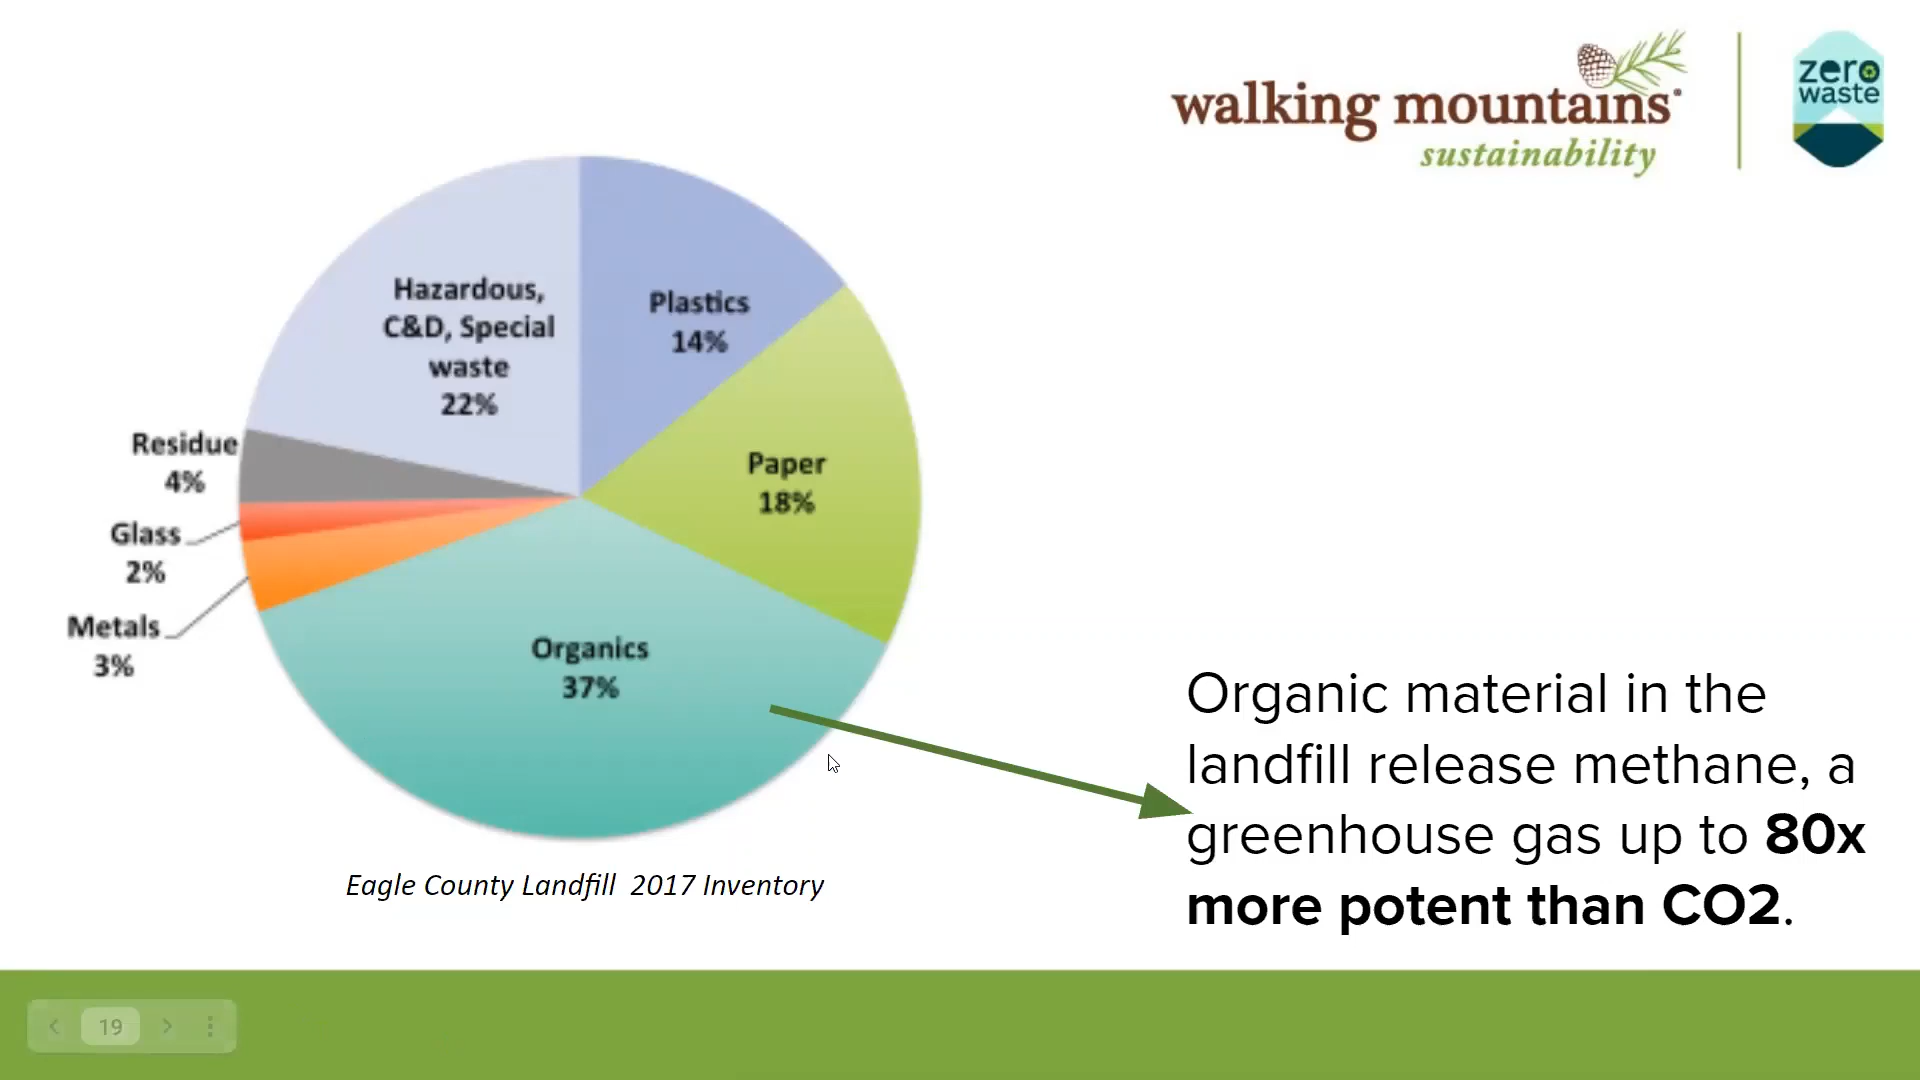 walking mountains
sustainability
zero
waste
Hazardous,
C&D, Special
waste
22%
Plastics
14%
Paper
18%
Residue
4%
Glass
2%
Metals
3%
Organics
37%
Eagle County Landfill 2017 Inventory
Organic material in the
landfill release methane, a
greenhouse gas up to 80x
more potent than CO2.
19